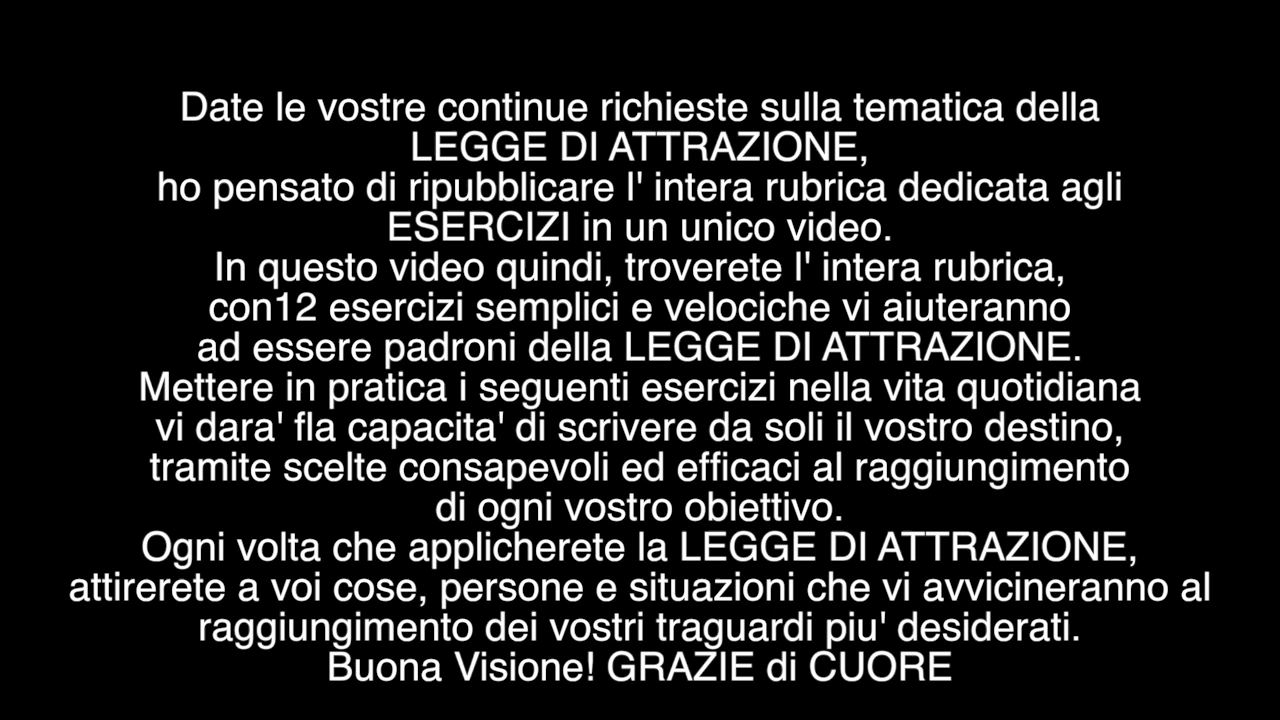 Date le vostre continue richieste sulla tematica della
LEGGE DI ATTRAZIONE,
ho pensato di ripubblicare l' intera rubrica dedicata agli
ESERCIZI in un unico video.
In questo video quindi, troverete l' intera rubrica,
con12 esercizi semplici e velociche vi aiuteranno
ad essere padroni della LEGGE DI ATTRAZIONE.
Mettere in pratica i seguenti esercizi nella vita quotidiana
vi dara' fla capacita' di scrivere da soli il vostro destino,
tramite scelte consapevoli ed efficaci al raggiungimento
di ogni vostro obiettivo.
Ogni volta che applicherete la LEGGE DI ATTRAZIONE,
attirerete a voi cose, persone e situazioni che vi avvicineranno al
raggiungimento dei vostri traguardi piu' desiderati.
Buona Visione! GRAZIE di CUORE